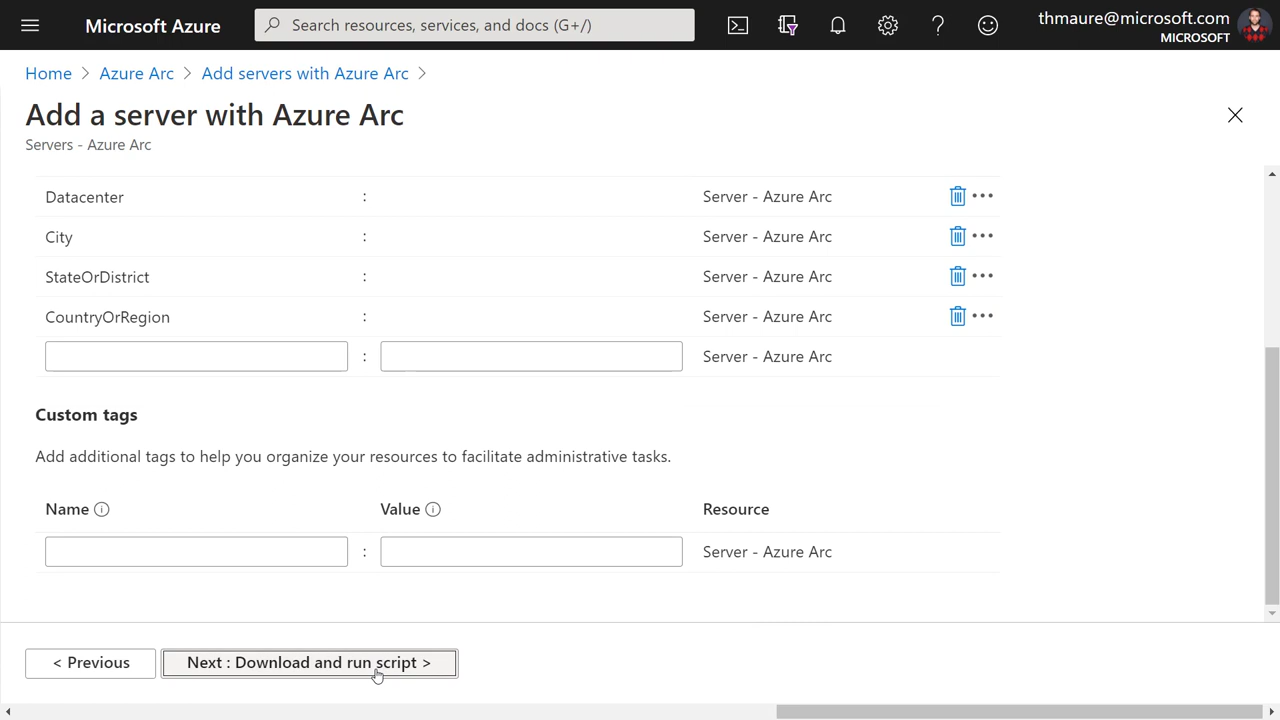 Microsoft Azure
Search resources, services, and docs (G+/)
thmaure@microsoft.com
MICROSOFT
Home > Azure Arc > Add servers with Azure Arc >
Add a server with Azure Arc
Servers - Azure Arc
Datacenter : Server - Azure Arc
City : Server - Azure Arc
StateOrDistrict : Server - Azure Arc
CountryOrRegion : Server - Azure Arc
: Server - Azure Arc
Custom tags
Add additional tags to help you organize your resources to facilitate administrative tasks.
Name Value Resource
: Server - Azure Arc
< Previous Next : Download and run script >